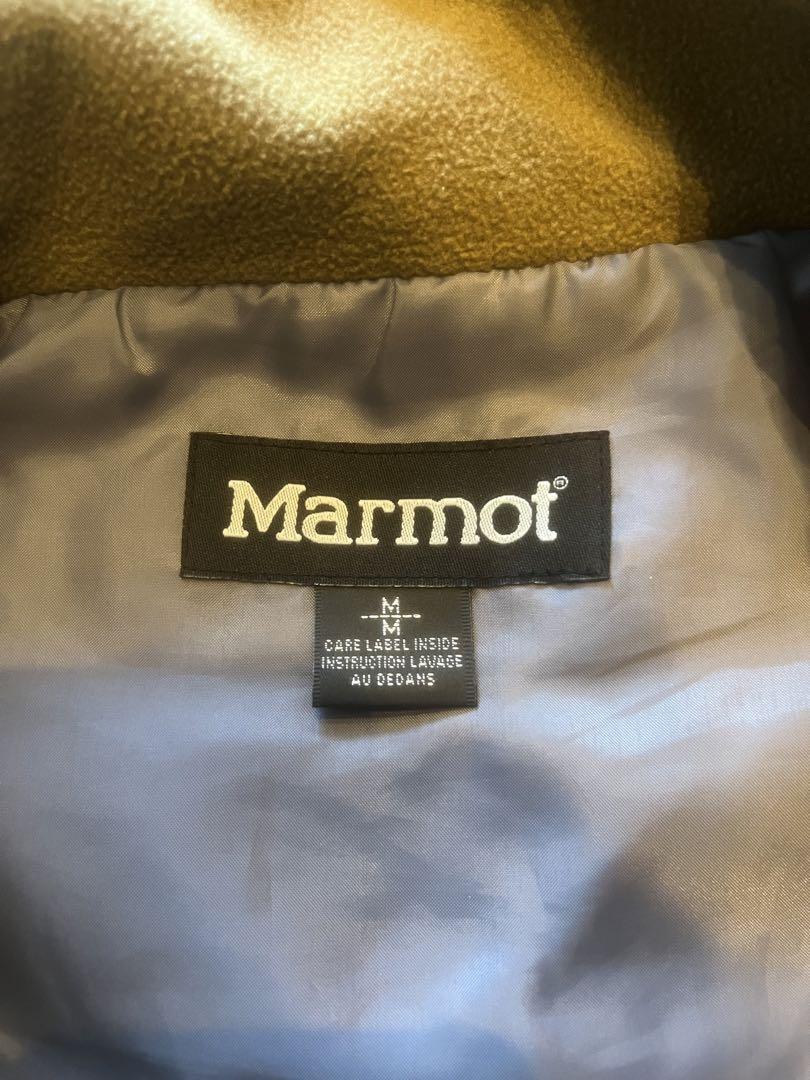 Marmot®
M
M
CARE LABEL INSIDE
INSTRUCTION LAVAGE
AU DEDANS